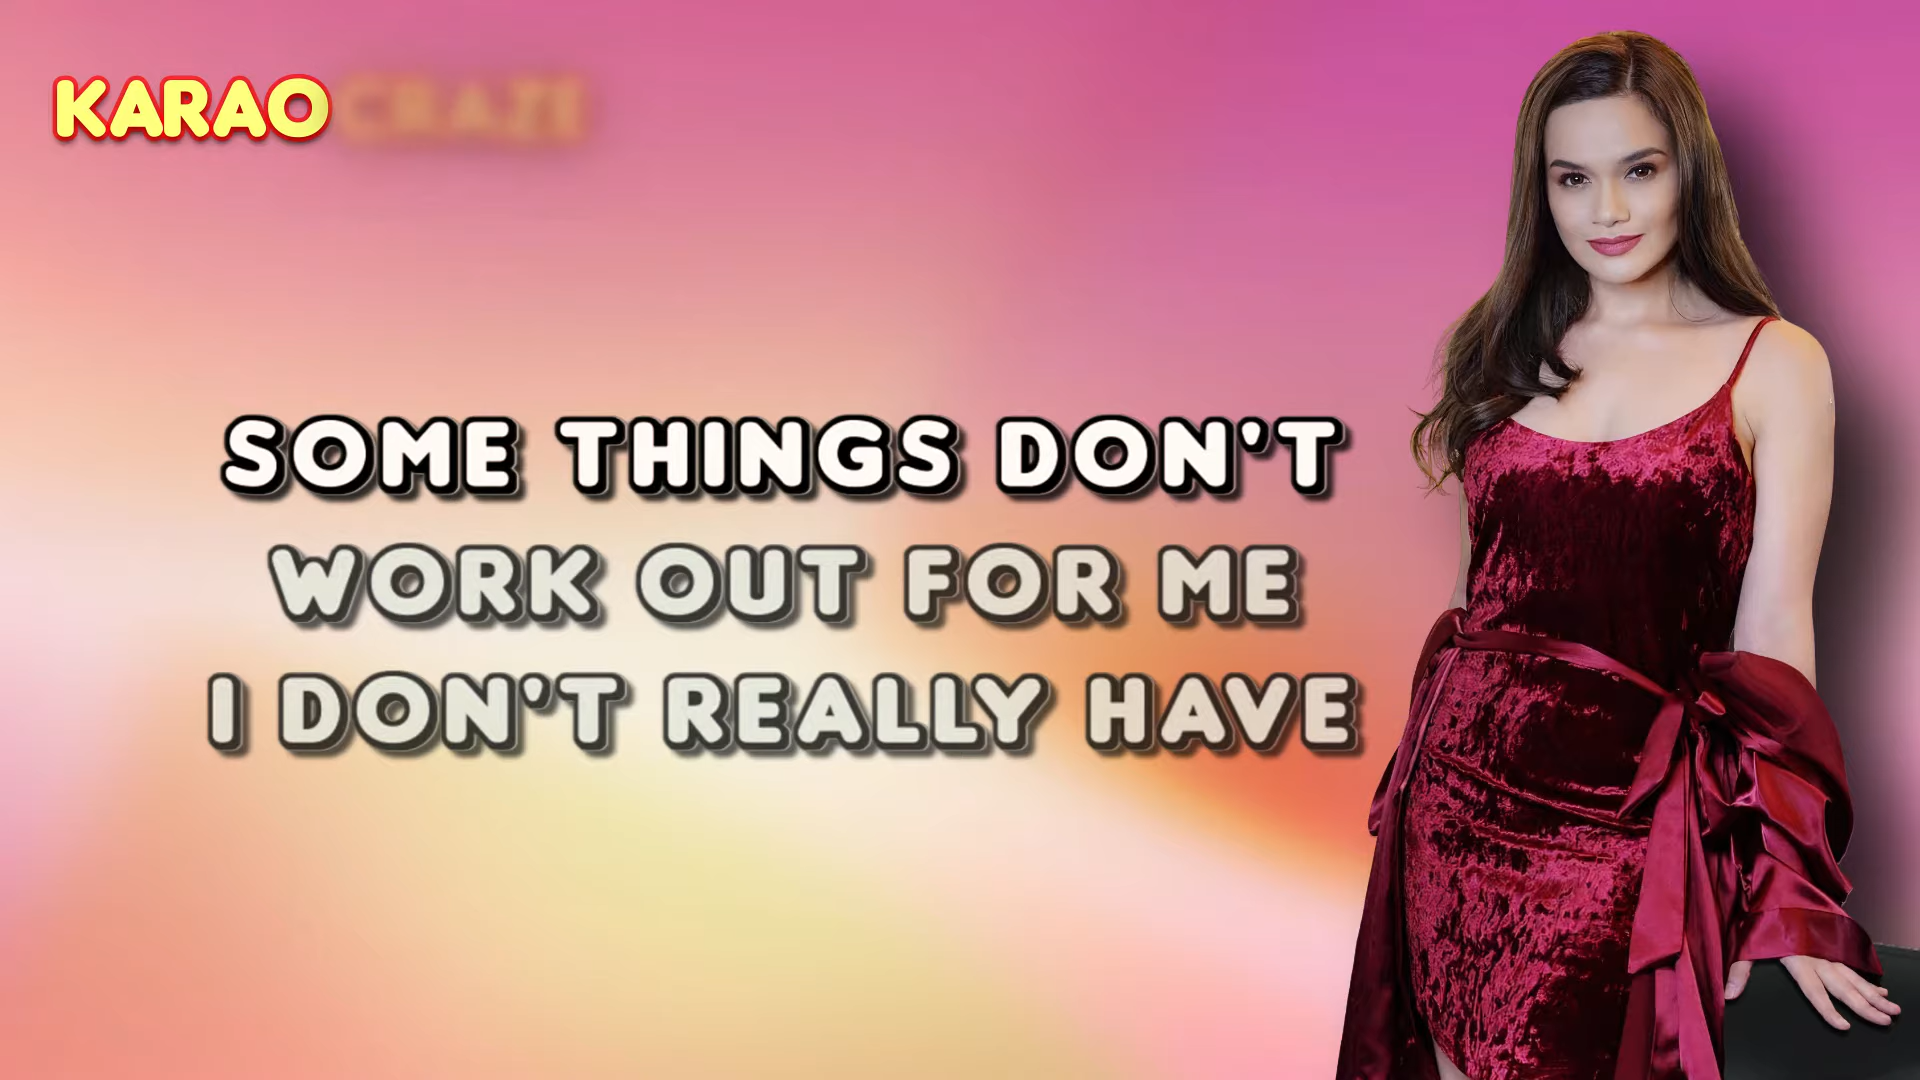 KARAO CRAZE
SOME THINGS DON'T
WORK OUT FOR ME
I DON'T REALLY HAVE